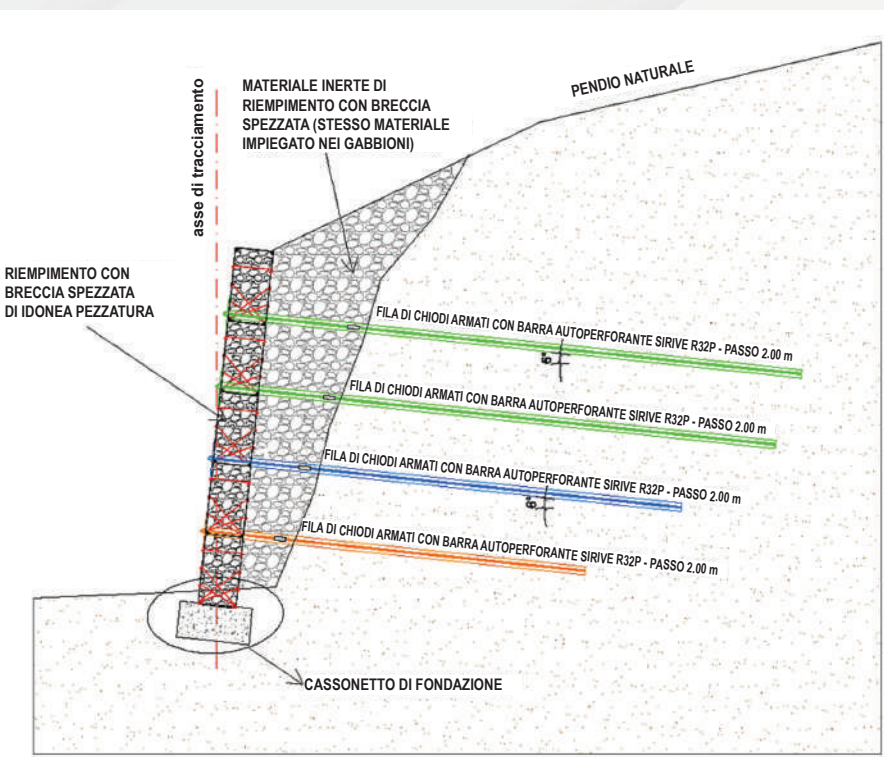 asse di tracciamento
MATERIALE INERTE DI
RIEMPIMENTO CON BRECCIA
SPEZZATA (STESSO MATERIALE
IMPIEGATO NEI GABBIONI)
PENDIO NATURALE
RIEMPIMENTO CON
BRECCIA SPEZZATA
DI IDONEA PEZZATURA
FILA DI CHIODI ARMATI CON BARRA AUTOPERFORANTE SIRIVE R32P - PASSO 2.00 m
6°
FILA DI CHIODI ARMATI CON BARRA AUTOPERFORANTE SIRIVE R32P - PASSO 2.00 m
FILA DI CHIODI ARMATI CON BARRA AUTOPERFORANTE SIRIVE R32P - PASSO 2.00 m
6°
FILA DI CHIODI ARMATI CON BARRA AUTOPERFORANTE SIRIVE R32P - PASSO 2.00 m
CASSONETTO DI FONDAZIONE